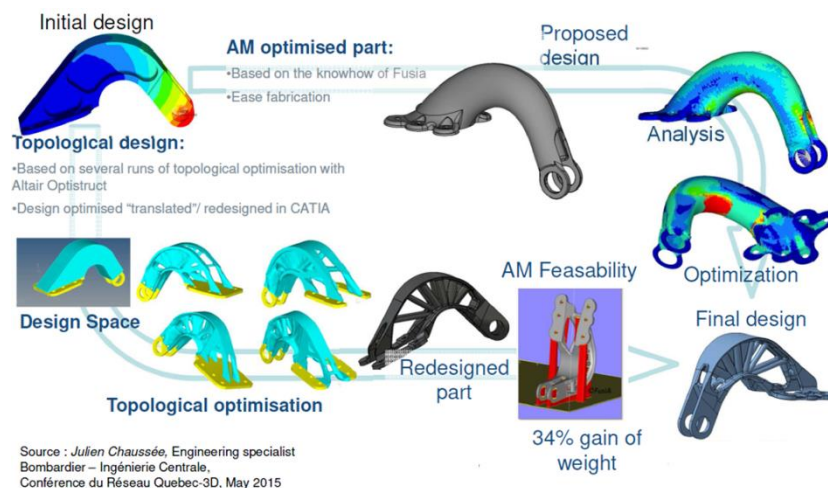 Initial design
AM optimised part:
•Based on the knowhow of Fusia
•Ease fabrication
Proposed
design
Analysis
Topological design:
•Based on several runs of topological optimisation with
Altair Optistruct
•Design optimised “translated”/ redesigned in CATIA
Optimization
Design Space
AM Feasability
Final design
Redesigned
part
Topological optimisation
34% gain of
weight
Source : Julien Chaussée, Engineering specialist
Bombardier – Ingénierie Centrale,
Conférence du Réseau Quebec-3D, May 2015